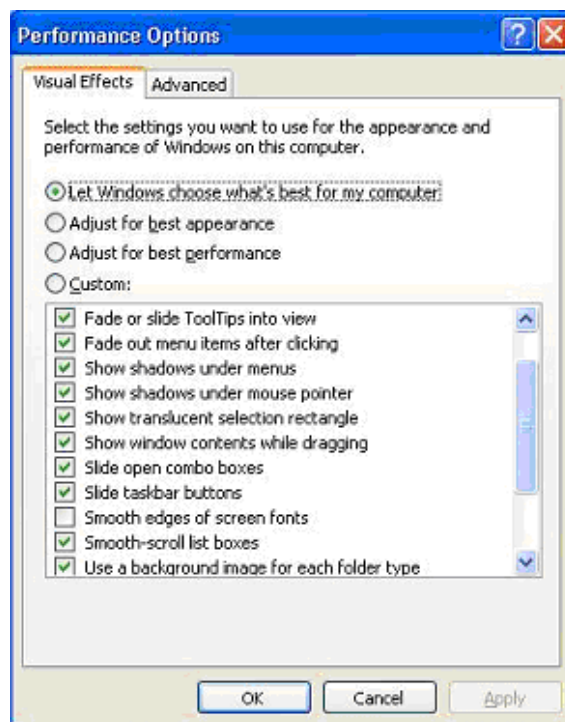 Performance Options
Visual Effects Advanced
Select the settings you want to use for the appearance and
performance of Windows on this computer.
Let Windows choose what's best for my computer
Adjust for best appearance
Adjust for best performance
Custom:
Fade or slide ToolTips into view
Fade out menu items after clicking
Show shadows under menus
Show shadows under mouse pointer
Show translucent selection rectangle
Show window contents while dragging
Slide open combo boxes
Slide taskbar buttons
Smooth edges of screen fonts
Smooth-scroll list boxes
Use a background image for each folder type
OK Cancel Apply